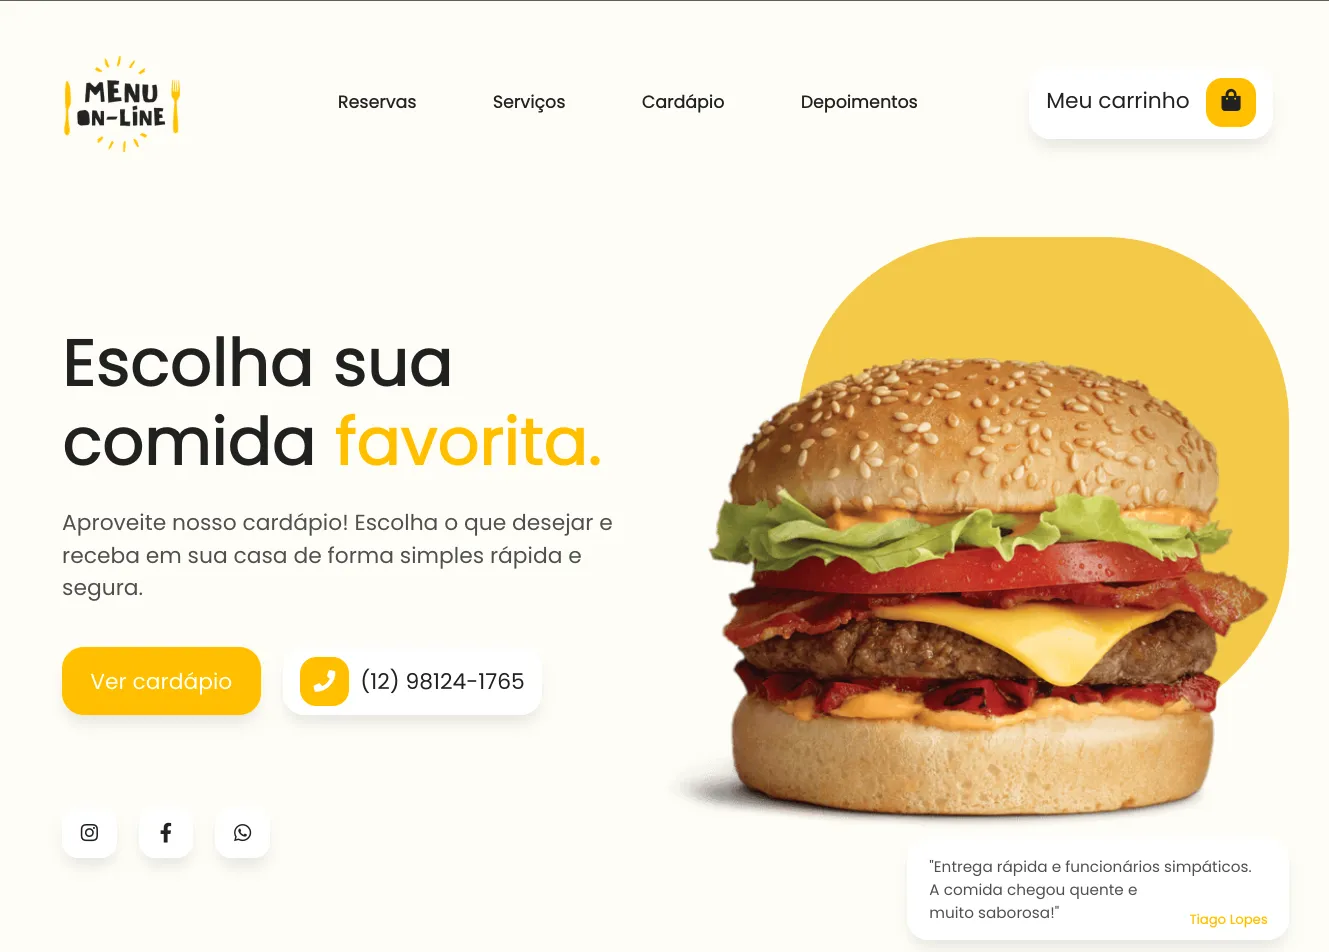 MENU
ON-LINE
Reservas
Serviços
Cardápio
Depoimentos
Meu carrinho
Escolha sua
comida favorita.
Aproveite nosso cardápio! Escolha o que desejar e
receba em sua casa de forma simples rápida e
segura.
Ver cardápio
(12) 98124-1765
"Entrega rápida e funcionários simpáticos.
A comida chegou quente e
muito saborosa!"
Tiago Lopes